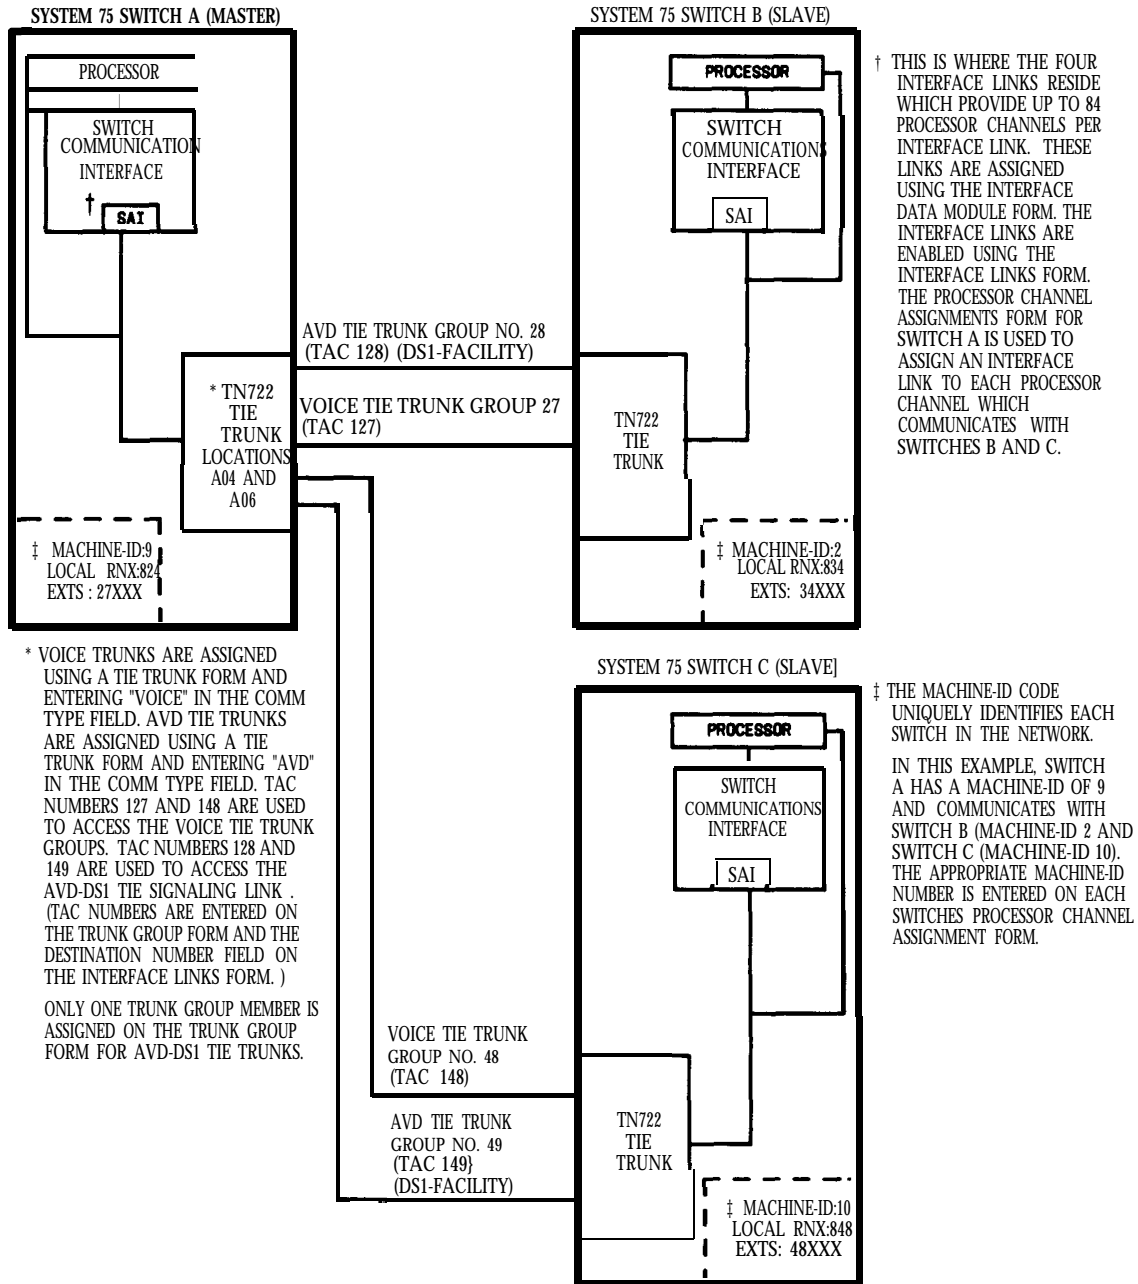 SYSTEM 75 SWITCH A (MASTER)
PROCESSOR
SWITCH
COMMUNICATION
INTERFACE
†
SAI
* TN722
TIE
TRUNK
LOCATIONS
A04 AND
A06
‡ MACHINE-ID:9
LOCAL RNX:824
EXTS : 27XXX
AVD TIE TRUNK GROUP NO. 28
(TAC 128) (DS1-FACILITY)
VOICE TIE TRUNK GROUP 27
(TAC 127)
SYSTEM 75 SWITCH B (SLAVE)
PROCESSOR
SWITCH
COMMUNICATIONS
INTERFACE
SAI
TN722
TIE
TRUNK
‡ MACHINE-ID:2
LOCAL RNX:834
EXTS: 34XXX
† THIS IS WHERE THE FOUR
INTERFACE LINKS RESIDE
WHICH PROVIDE UP TO 84
PROCESSOR CHANNELS PER
INTERFACE LINK. THESE
LINKS ARE ASSIGNED
USING THE INTERFACE
DATA MODULE FORM. THE
INTERFACE LINKS ARE
ENABLED USING THE
INTERFACE LINKS FORM.
THE PROCESSOR CHANNEL
ASSIGNMENTS FORM FOR
SWITCH A IS USED TO
ASSIGN AN INTERFACE
LINK TO EACH PROCESSOR
CHANNEL WHICH
COMMUNICATES WITH
SWITCHES B AND C.
* VOICE TRUNKS ARE ASSIGNED
USING A TIE TRUNK FORM AND
ENTERING "VOICE" IN THE COMM
TYPE FIELD. AVD TIE TRUNKS
ARE ASSIGNED USING A TIE
TRUNK FORM AND ENTERING "AVD"
IN THE COMM TYPE FIELD. TAC
NUMBERS 127 AND 148 ARE USED
TO ACCESS THE VOICE TIE TRUNK
GROUPS. TAC NUMBERS 128 AND
149 ARE USED TO ACCESS THE
AVD-DS1 TIE SIGNALING LINK .
(TAC NUMBERS ARE ENTERED ON
THE TRUNK GROUP FORM AND THE
DESTINATION NUMBER FIELD ON
THE INTERFACE LINKS FORM. )
ONLY ONE TRUNK GROUP MEMBER IS
ASSIGNED ON THE TRUNK GROUP
FORM FOR AVD-DS1 TIE TRUNKS.
VOICE TIE TRUNK
GROUP NO. 48
(TAC 148)
AVD TIE TRUNK
GROUP NO. 49
(TAC 149}
(DS1-FACILITY)
SYSTEM 75 SWITCH C (SLAVE]
PROCESSOR
SWITCH
COMMUNICATIONS
INTERFACE
SAI
TN722
TIE
TRUNK
‡ MACHINE-ID:10
LOCAL RNX:848
EXTS: 48XXX
‡ THE MACHINE-ID CODE
UNIQUELY IDENTIFIES EACH
SWITCH IN THE NETWORK.
IN THIS EXAMPLE, SWITCH
A HAS A MACHINE-ID OF 9
AND COMMUNICATES WITH
SWITCH B (MACHINE-ID 2 AND
SWITCH C (MACHINE-ID 10).
THE APPROPRIATE MACHINE-ID
NUMBER IS ENTERED ON EACH
SWITCHES PROCESSOR CHANNEL
ASSIGNMENT FORM.